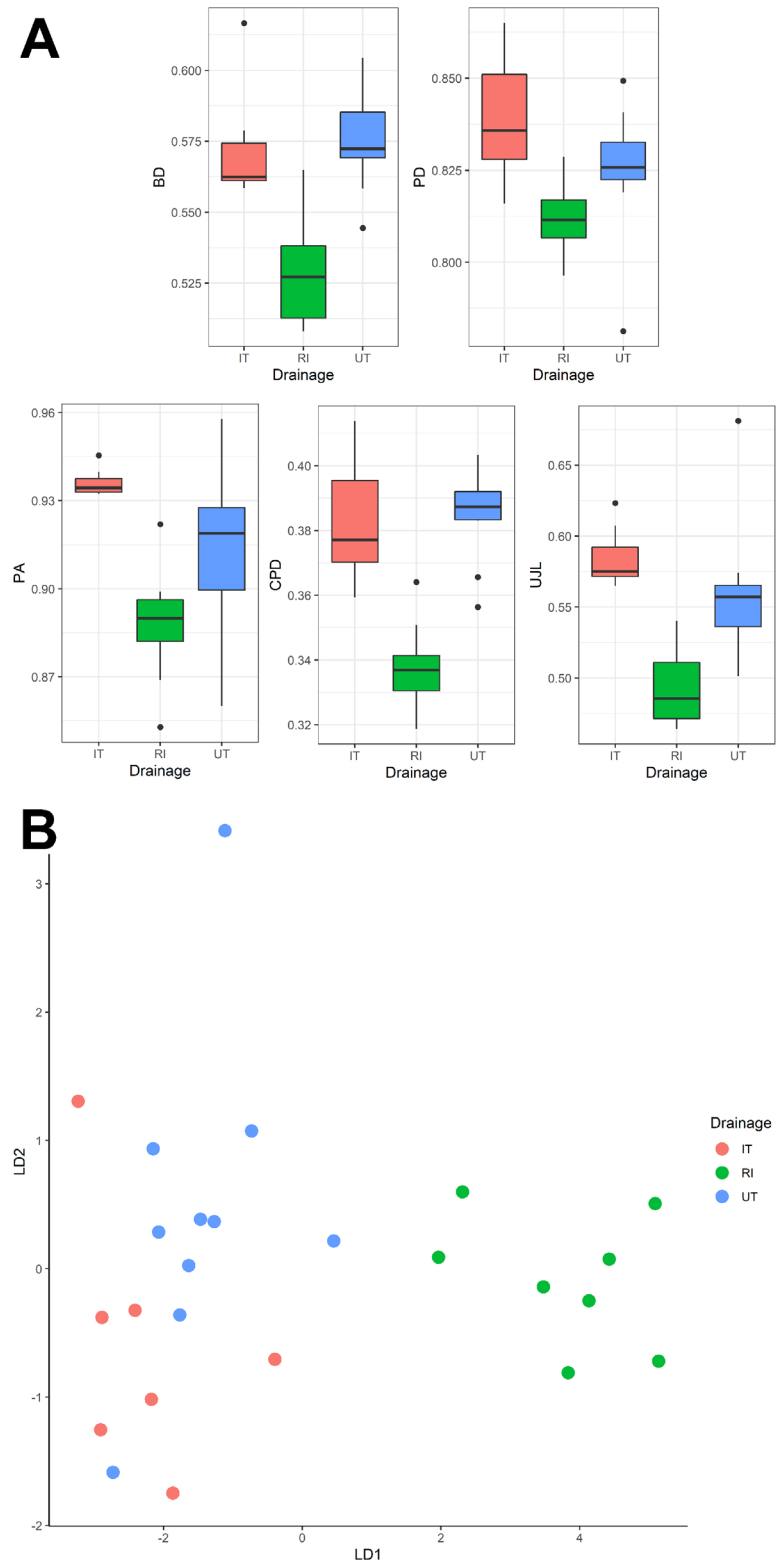 A
BD
0.600
0.575
0.550
0.525
IT RI UT
Drainage
PD
0.850
0.825
0.800
IT RI UT
Drainage
PA
0.96
0.93
0.90
0.87
IT RI UT
Drainage
CPD
0.40
0.38
0.36
0.34
0.32
IT RI UT
Drainage
UJL
0.65
0.60
0.55
0.50
IT RI UT
Drainage
B
LD2
3
2
1
0
-1
-2
-2 0 2 4
LD1
Drainage
IT
RI
UT